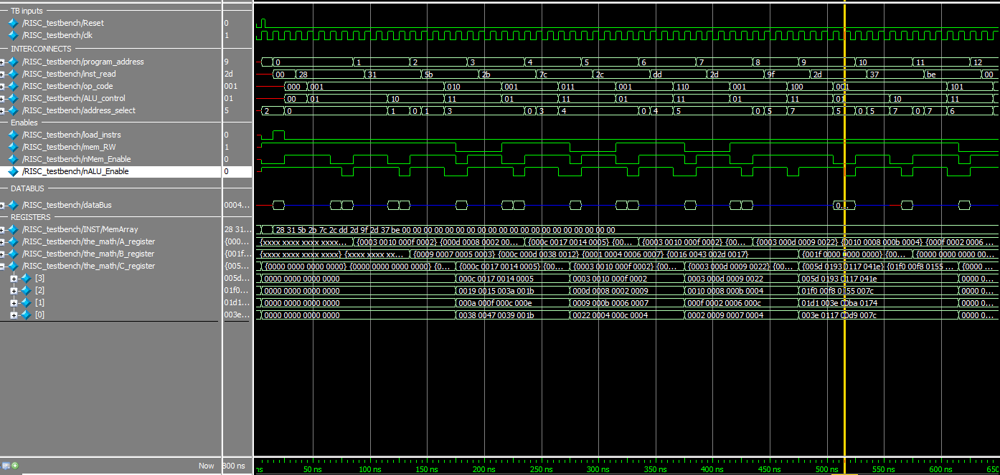 TB inputs
/RISC_testbench/Reset 0
/RISC_testbench/clk 1
INTERCONNECTS
/RISC_testbench/program_address 9 0 1 2 3 4 5 6 7 8 9 10 11 12
/RISC_testbench/inst_read 2d 00 28 31 5b 2b 7c 2c dd 2d 9f 2d 37 be 00
/RISC_testbench/op_code 001 000 001 010 001 011 001 110 001 100 001 101
/RISC_testbench/ALU_control 01 00 01 10 11 01 11 01 11 01 11 01 10 11
/RISC_testbench/address_select 5 2 0 1 0 1 3 0 3 4 0 4 5 0 5 7 5 0 5 7 0 7 6
Enables
/RISC_testbench/load_instrs 0
/RISC_testbench/mem_RW 1
/RISC_testbench/nMem_Enable 0
/RISC_testbench/nALU_Enable 0
DATABUS
/RISC_testbench/dataBus 0004... 0...
REGISTERS
/RISC_testbench/INST/MemArray 28 31... 28 31 5b 2b 7c 2c dd 2d 9f 2d 37 be 00 00 00 00 00 00 00 00 00 00 00 00 00 00 00 00 00 00 00 00
/RISC_testbench/the_math/A_register {000... {xxxx xxxx xxxx xxxx... {0003 0010 000f 0002} {000d 0008 0002 00... {000c 0017 0014 0005} {00... {0003 0010 000f 0002} {00... {0003 000d 0009 0022} {0010 0008 000b 0004} {000f 0002 0006...
/RISC_testbench/the_math/B_register {001f... {xxxx xxxx xxxx xxxx} {xxxx xxxx xx... {0009 0007 0005 0003} {000c 000d 0038 0012} {0001 0004 0006 0007} {0016 0043 002d 0017} {001f 0000 0000 0000} {00... {0000 0000 0000 00...
/RISC_testbench/the_math/C_register {005... {0000 0000 0000 0000} {0000 0000 0000 0000} {0... {000c 0017 0014 0005} {00... {0003 0010 000f 0002} {00... {0003 000d 0009 0022} {00... {005d 0193 0117 041e} {01f0 00f8 0155 ... {0000 ...
[3] 005d... 0000 0000 0000 0000 000c 0017 0014 0005 0003 0010 000f 0002 0003 000d 0009 0022 005d 0193 0117 041e 0000 0...
[2] 01f0... 0000 0000 0000 0000 0019 0015 003a 001b 000d 0008 0002 0009 0010 0008 000b 0004 01f0 00f8 0155 007c 0000 0...
[1] 01d1... 0000 0000 0000 0000 000a 000f 000c 000e 0009 000b 0006 0007 000f 0002 0006 000c 01d1 003e 00ba 0174 0000 0...
[0] 003e... 0000 0000 0000 0000 0038 0047 0039 001b 0022 0004 000c 0004 0002 0009 0007 0004 003e 0117 00d9 007c 0000 0...
Now 800 ns ns 50 ns 100 ns 150 ns 200 ns 250 ns 300 ns 350 ns 400 ns 450 ns 500 ns 550 ns 600 ns 650